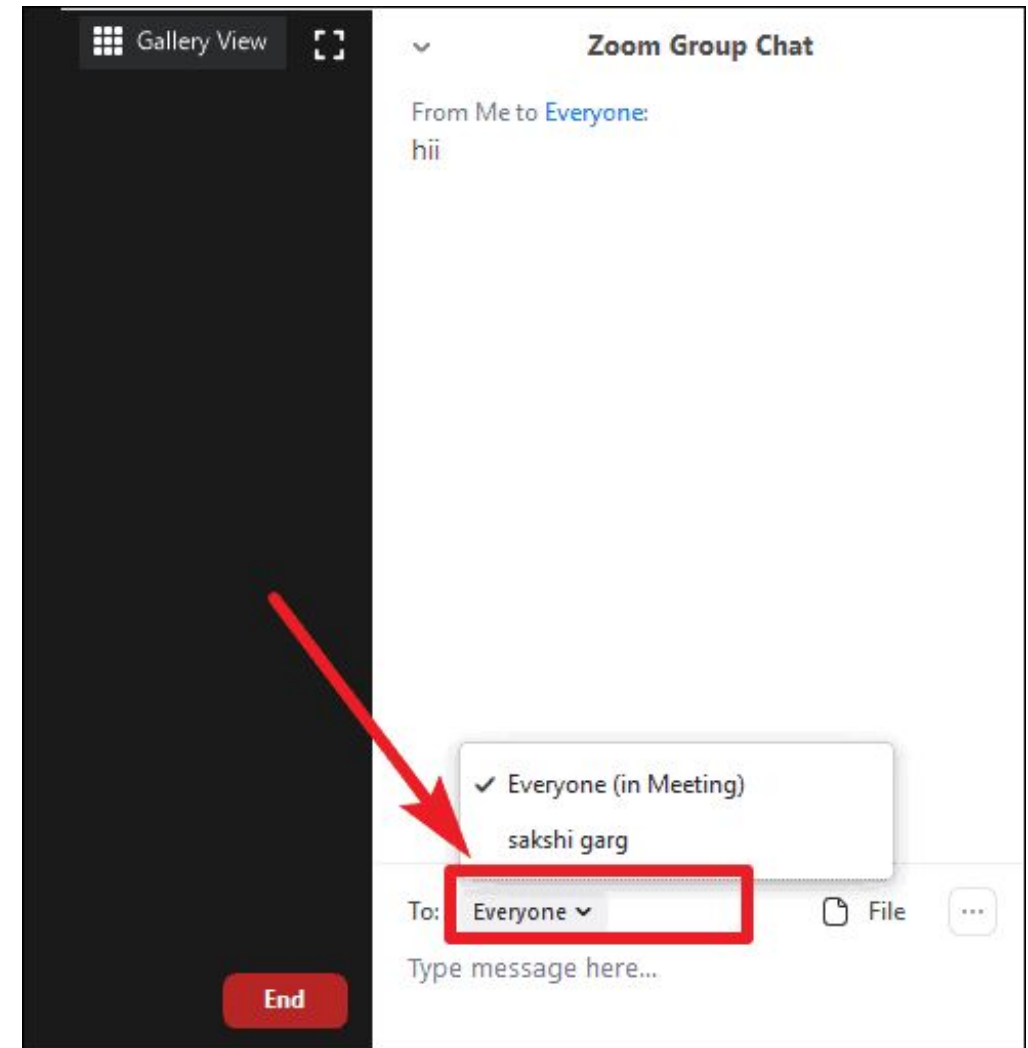 Gallery View
Zoom Group Chat
From Me to Everyone:
hii
Everyone (in Meeting)
sakshi garg
To: Everyone
File
Type message here...
End